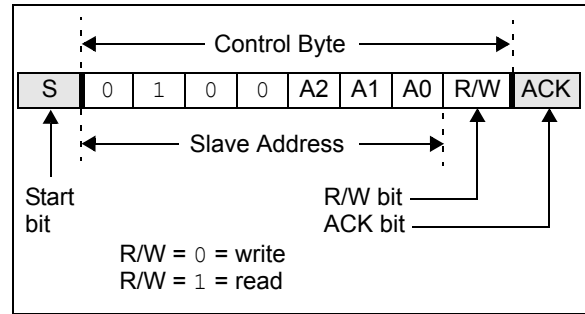 Control Byte
S 0 1 0 0 A2 A1 A0 R/W ACK
Slave Address
Start
bit
R/W bit
ACK bit
R/W = 0 = write
R/W = 1 = read